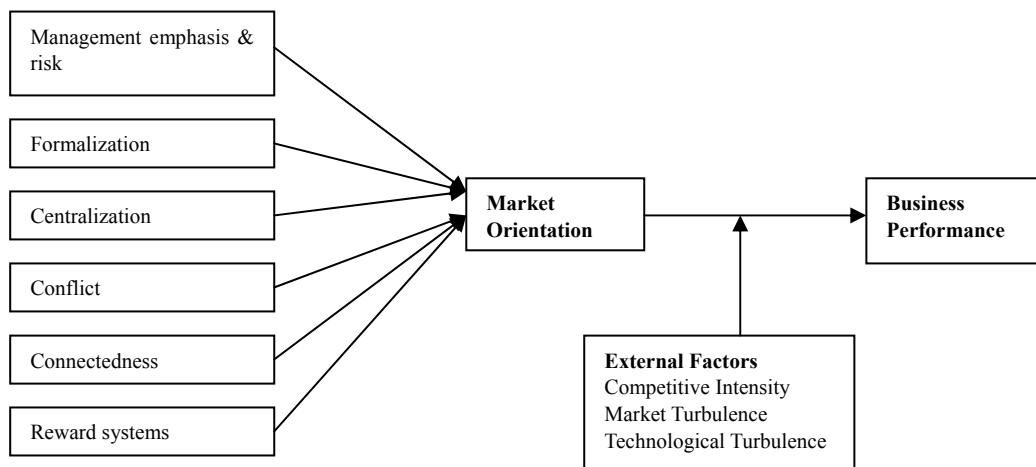 Management emphasis &
risk
Formalization
Centralization
Conflict
Connectedness
Reward systems
Market
Orientation
Business
Performance
External Factors
Competitive Intensity
Market Turbulence
Technological Turbulence